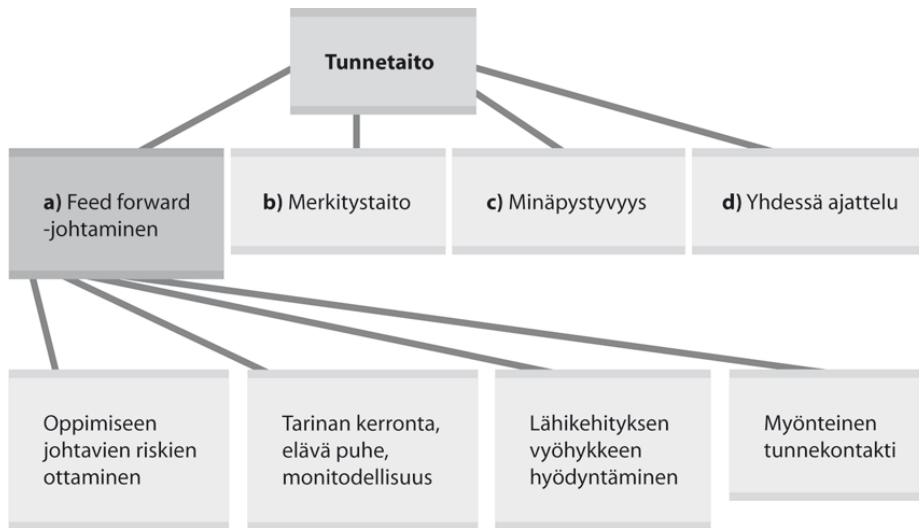 Tunnetaito
a) Feed forward
-johtaminen
b) Merkitystaito
c) Minäpystyvyys
d) Yhdessä ajattelu
Oppimiseen
johtavien riskien
ottaminen
Tarinan kerronta,
elävä puhe,
monitodellisuus
Lähikehityksen
vyöhykkeen
hyödyntäminen
Myönteinen
tunnekontakti